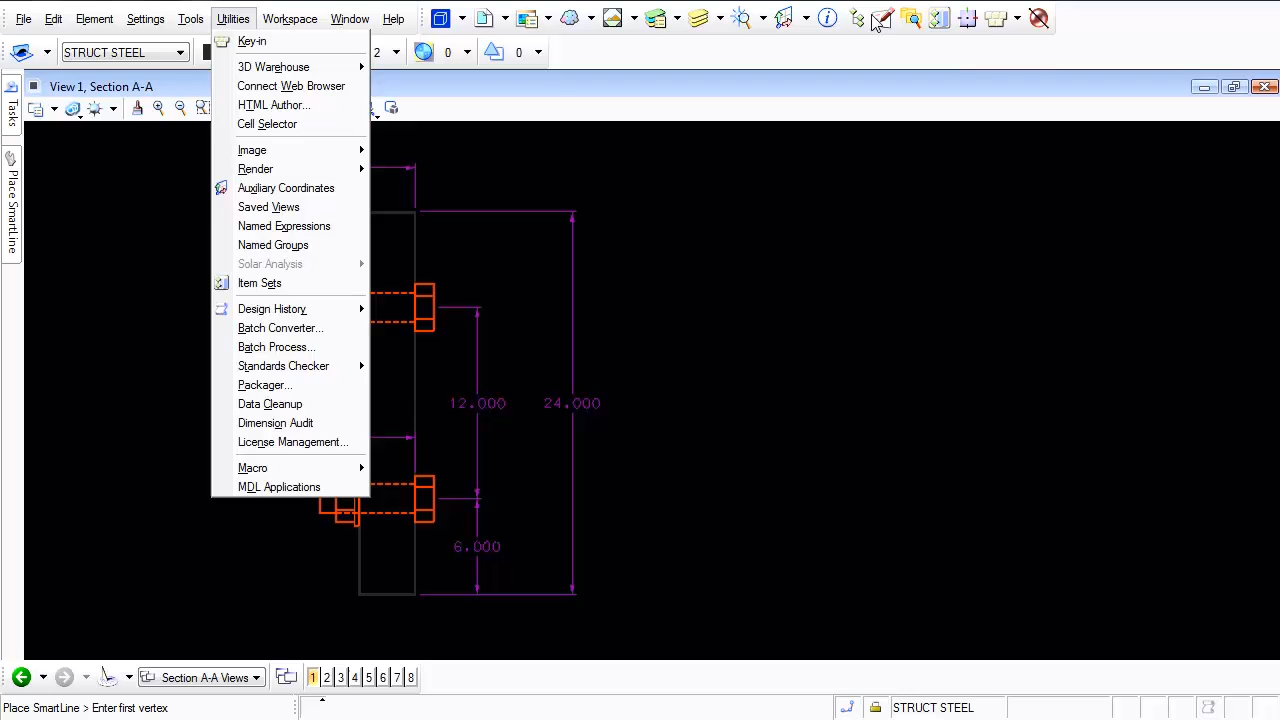 File Edit Element Settings Tools Utilities Workspace Window Help
STRUCT STEEL 2 0 0
View 1, Section A-A
Tasks
Place SmartLine
Key-in
3D Warehouse
Connect Web Browser
HTML Author...
Cell Selector
Image
Render
Auxiliary Coordinates
Saved Views
Named Expressions
Named Groups
Solar Analysis
Item Sets
Design History
Batch Converter...
Batch Process...
Standards Checker
Packager...
Data Cleanup
Dimension Audit
License Management...
Macro
MDL Applications
12.000 24.000
6.000
Section A-A Views 1 2 3 4 5 6 7 8
Place SmartLine > Enter first vertex STRUCT STEEL